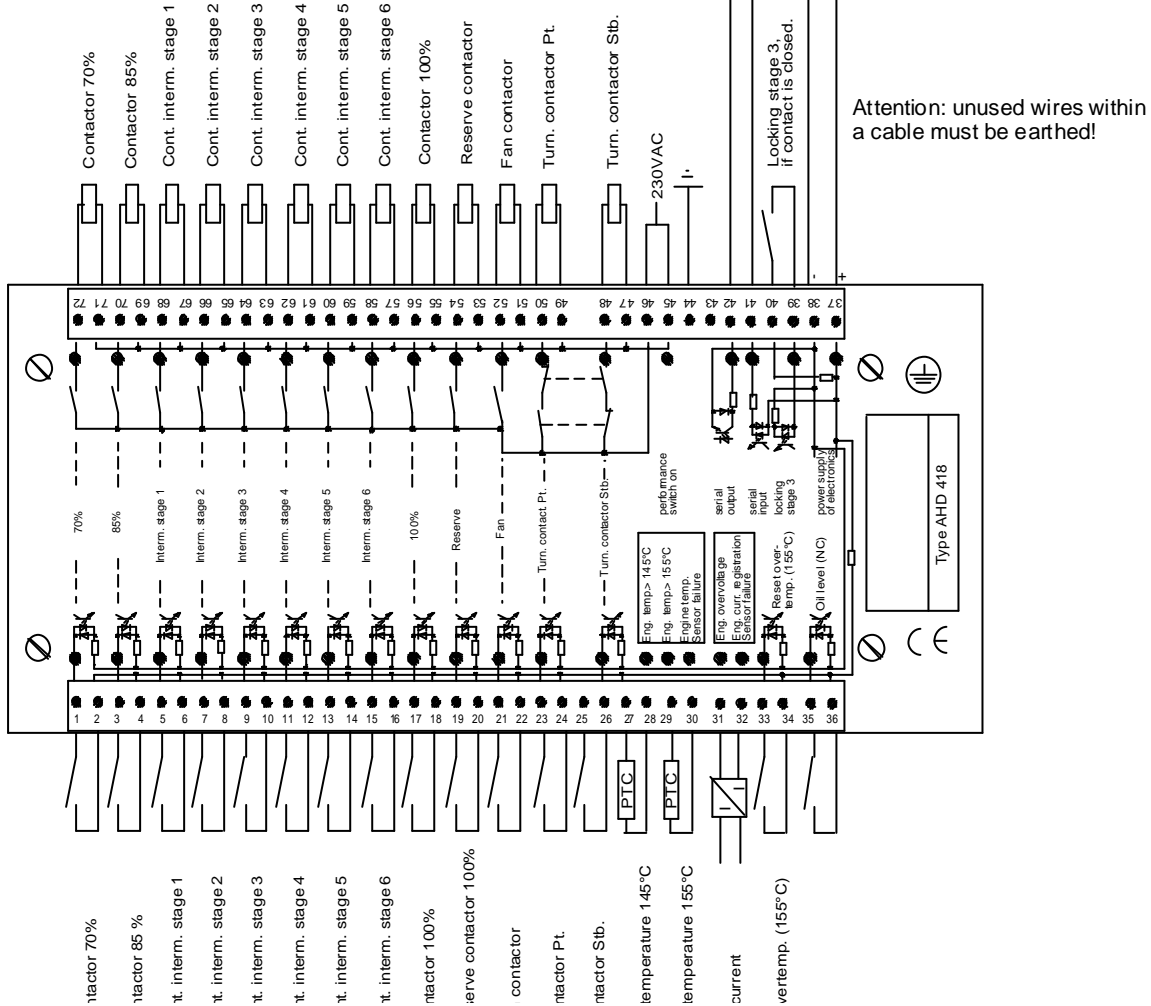 Contactor 70%
Contactor 85%
Cont. interm. stage 1
Cont. interm. stage 2
Cont. interm. stage 3
Cont. interm. stage 4
Cont. interm. stage 5
Cont. interm. stage 6
Contactor 100%
Reserve contactor
Fan contactor
Turn. contactor Pt.
Turn. contactor Stb.
230VAC
Locking stage 3,
if contact is closed.
Attention: unused wires within
a cable must be earthed!
- +
72 71 70 69 68 67 66 65 64 63 62 61 60 59 58 57 56 55 54 53 52 51 50 49 48 47 46 45 44 43 42 41 40 39 38 37
70%
85%
Interm. stage 1
Interm. stage 2
Interm. stage 3
Interm. stage 4
Interm. stage 5
Interm. stage 6
100%
Reserve
Fan
Turn. contact. Pt.
Turn. contactor Stb.
performance
switch on
serial
output
serial
input
locking
stage 3
power supply
of electronics
Eng. temp.> 145°C
Eng. temp.> 155°C
Engine temp.
Sensor failure
Eng. overvoltage
Eng. curr. registration
Sensor failure
Reset over-
temp. (155°C)
Oil level (NC)
Type AHD 418
CE
1 2 3 4 5 6 7 8 9 10 11 12 13 14 15 16 17 18 19 20 21 22 23 24 25 26 27 28 29 30 31 32 33 34 35 36
PTC
PTC
ntactor 70%
ntactor 85 %
nt. interm. stage 1
nt. interm. stage 2
nt. interm. stage 3
nt. interm. stage 4
nt. interm. stage 5
nt. interm. stage 6
ntactor 100%
serve contactor 100%
contactor
ntactor Pt.
ntactor Stb.
temperature 145°C
temperature 155°C
current
vertemp. (155°C)